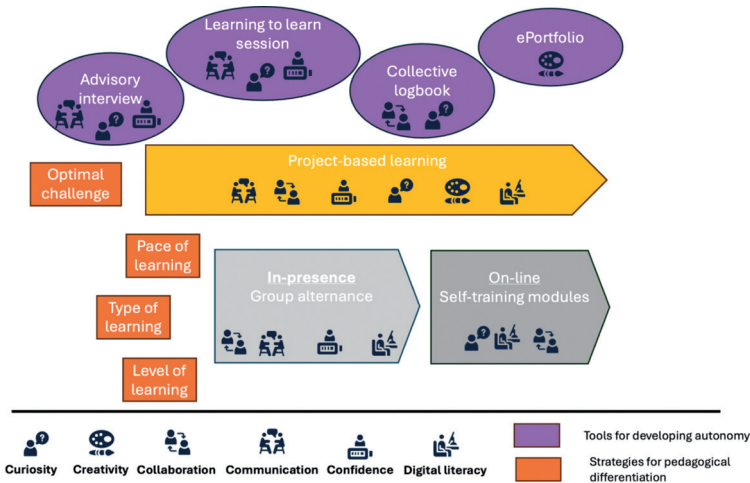 Learning to learn
session
ePortfolio
Advisory
interview
Collective
logbook
Optimal
challenge
Project-based learning
Pace of
learning
In-presence
Group alternance
On-line
Self-training modules
Type of
learning
Level of
learning
Curiosity
Creativity
Collaboration
Communication
Confidence
Digital literacy
Tools for developing autonomy
Strategies for pedagogical
differentiation